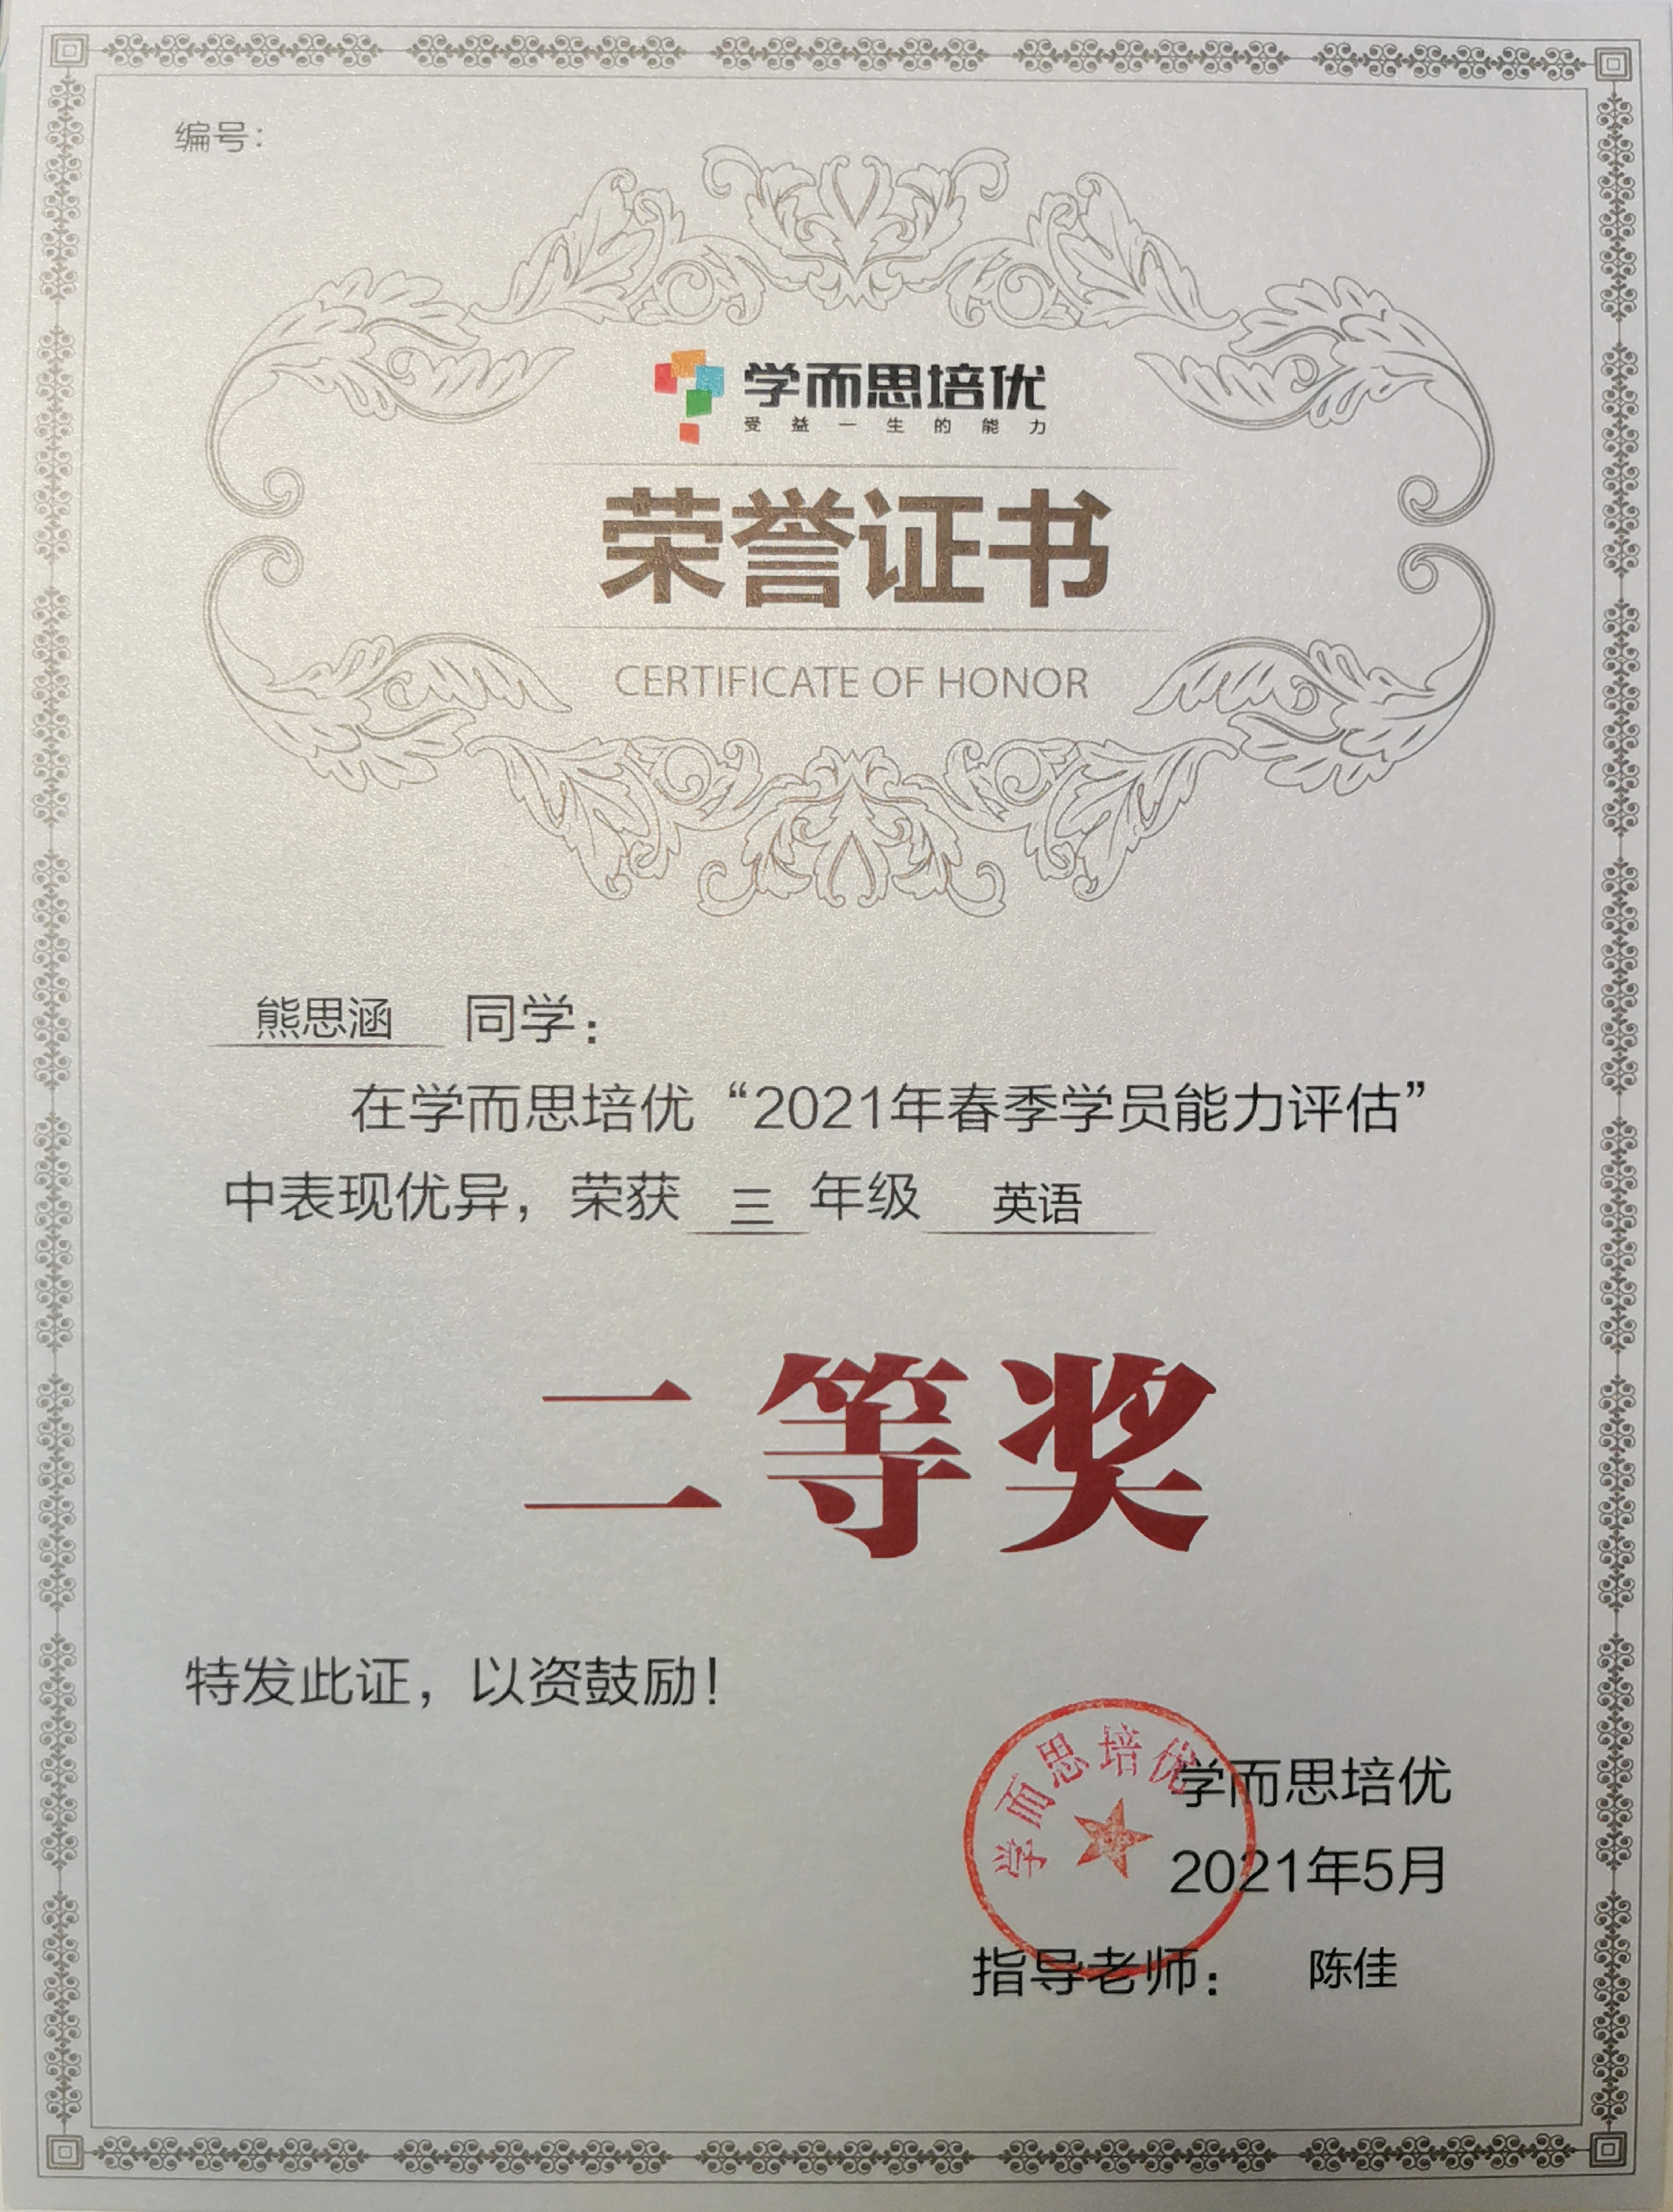 编号：
学而思培优
受益一生的能力
荣誉证书
CERTIFICATE OF HONOR
熊思涵 同学：
在学而思培优“2021年春季学员能力评估”
中表现优异，荣获 三 年级 英语
二等奖
特发此证，以资鼓励！
学而思培优
学而思培优
2021年5月
指导老师： 陈佳